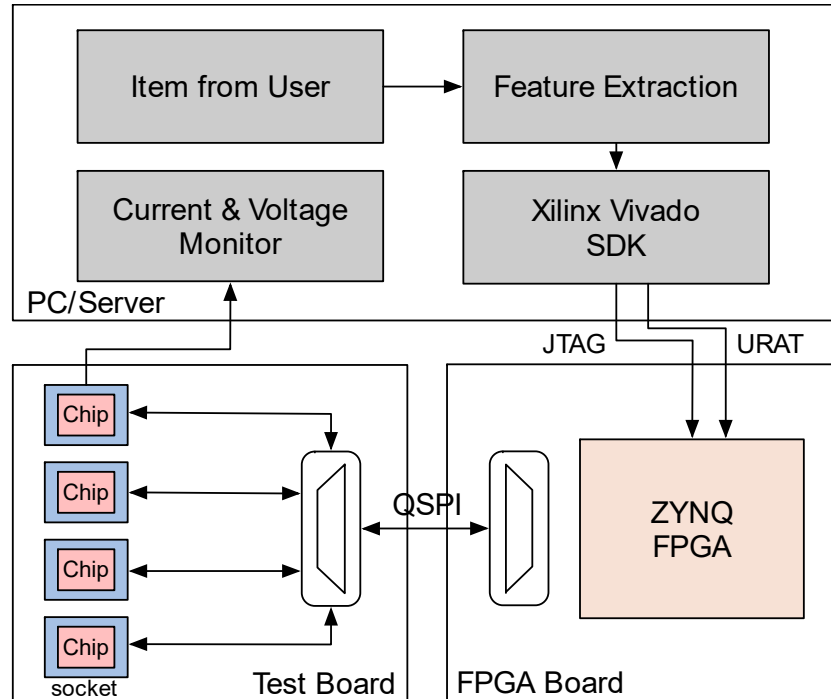 Item from User
Feature Extraction
Current & Voltage
Monitor
Xilinx Vivado
SDK
PC/Server
JTAG
URAT
Chip
Chip
Chip
Chip
socket
QSPI
ZYNQ
FPGA
Test Board
FPGA Board